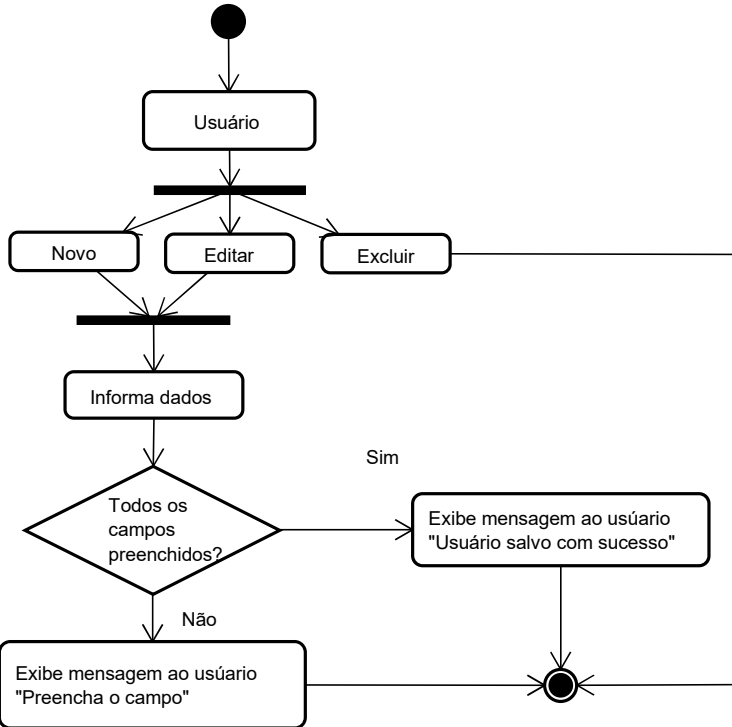 Usuário
Novo
Editar
Excluir
Informa dados
Sim
Todos os
campos
preenchidos?
Exibe mensagem ao usúario
"Usuário salvo com sucesso"
Não
Exibe mensagem ao usúario
"Preencha o campo"